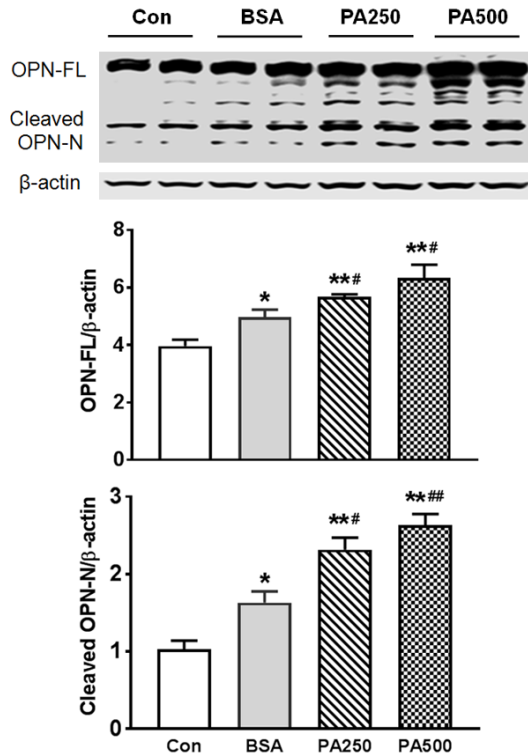 Con BSA PA250 PA500
OPN-FL
Cleaved
OPN-N
β-actin
OPN-FL/β-actin
8
6
4
2
0
*
**#
**#
Cleaved OPN-N/β-actin
3
2
1
0
*
**#
**##
Con BSA PA250 PA500